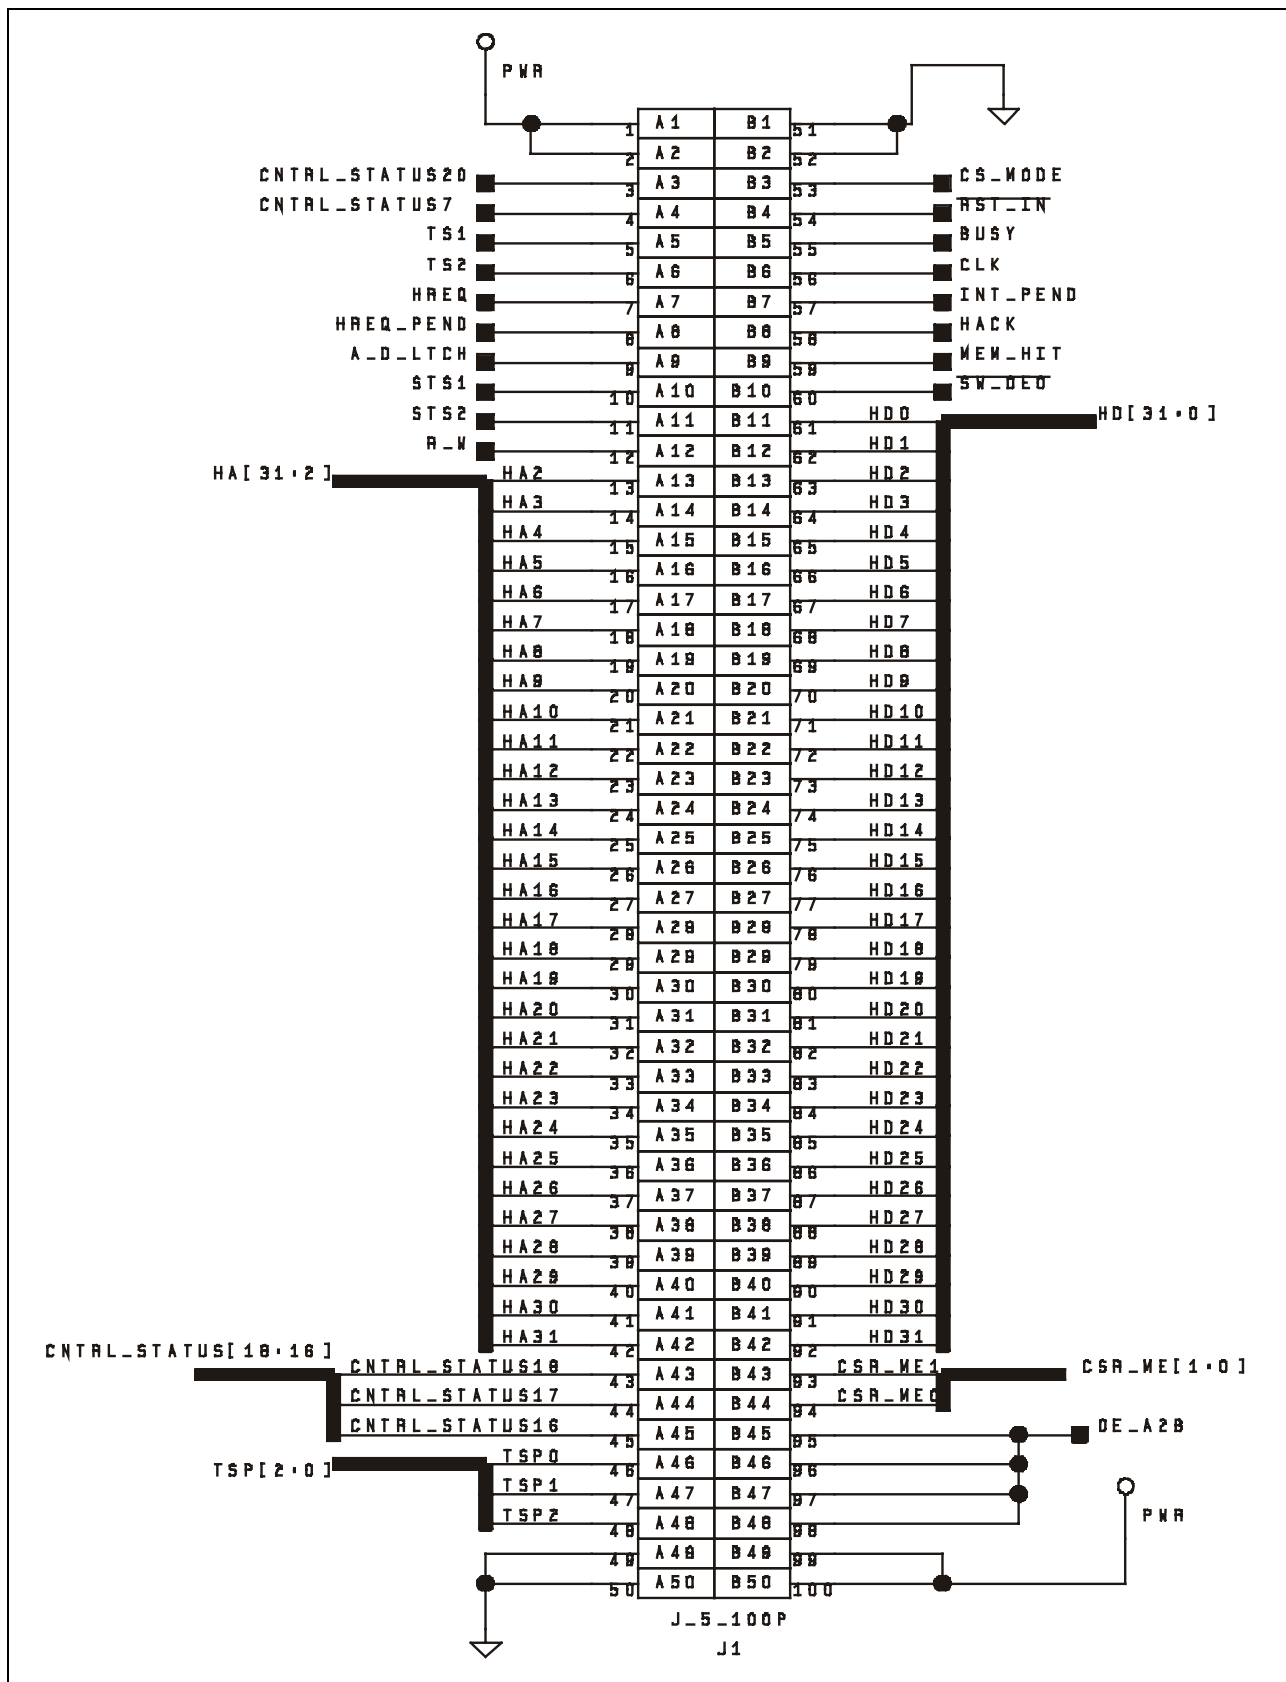 PWR
1 A1 B1 51
2 A2 B2 52
CNTRL_STATUS20 3 A3 B3 53 CS_MODE
CNTRL_STATUS7 4 A4 B4 54 RST_IN
TS1 5 A5 B5 55 BUSY
TS2 6 A6 B6 56 CLK
HREQ 7 A7 B7 57 INT_PEND
HREQ_PEND 8 A8 B8 58 HACK
A_D_LTCH 9 A9 B9 59 MEM_HIT
STS1 10 A10 B10 60 SW_OEO
STS2 11 A11 B11 61 HD0 HD[31:0]
R_W 12 A12 B12 62 HD1
HA[31:2] HA2 13 A13 B13 63 HD2
HA3 14 A14 B14 64 HD3
HA4 15 A15 B15 65 HD4
HA5 16 A16 B16 66 HD5
HA6 17 A17 B17 67 HD6
HA7 18 A18 B18 68 HD7
HA8 19 A19 B19 69 HD8
HA9 20 A20 B20 70 HD9
HA10 21 A21 B21 71 HD10
HA11 22 A22 B22 72 HD11
HA12 23 A23 B23 73 HD12
HA13 24 A24 B24 74 HD13
HA14 25 A25 B25 75 HD14
HA15 26 A26 B26 76 HD15
HA16 27 A27 B27 77 HD16
HA17 28 A28 B28 78 HD17
HA18 29 A29 B29 79 HD18
HA19 30 A30 B30 80 HD19
HA20 31 A31 B31 81 HD20
HA21 32 A32 B32 82 HD21
HA22 33 A33 B33 83 HD22
HA23 34 A34 B34 84 HD23
HA24 35 A35 B35 85 HD24
HA25 36 A36 B36 86 HD25
HA26 37 A37 B37 87 HD26
HA27 38 A38 B38 88 HD27
HA28 39 A39 B39 89 HD28
HA29 40 A40 B40 90 HD29
HA30 41 A41 B41 91 HD30
HA31 42 A42 B42 92 HD31
CNTRL_STATUS[18:16] CNTRL_STATUS18 43 A43 B43 93 CSR_ME1 CSR_ME[1:0]
CNTRL_STATUS17 44 A44 B44 94 CSR_ME0
CNTRL_STATUS16 45 A45 B45 95 OE_A2B
TSP[2:0] TSP0 46 A46 B46 96
TSP1 47 A47 B47 97
TSP2 48 A48 B48 98 PWR
49 A49 B49 99
50 A50 B50 100
J_5_100P
J1